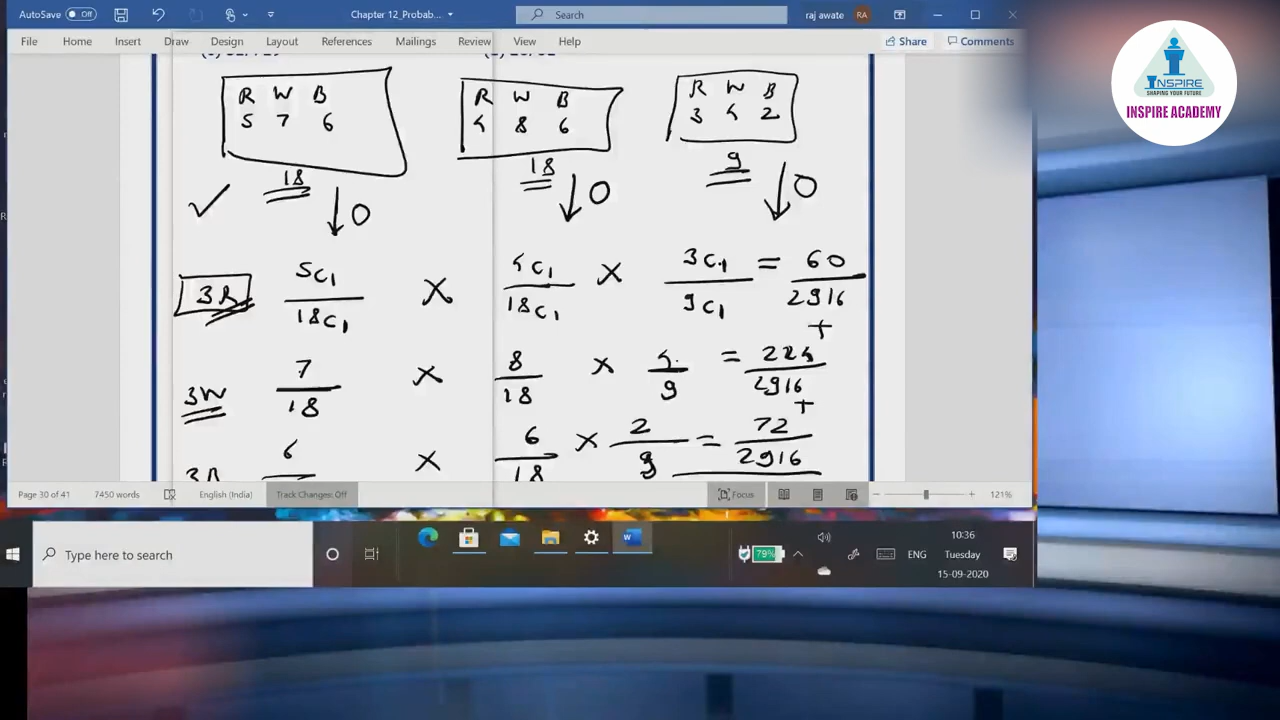 AutoSave Off Chapter 12_Probab... Search raj awate RA
File Home Insert Draw Design Layout References Mailings Review View Help Share Comments
R W B R W B R W B
5 7 6 4 8 6 3 4 2
18 18 9
0 0 0
3R 5C1/18C1 × 4C1/18C1 × 3C1/9C1 = 60/2916
+
3W 7/18 × 8/18 × 4/9 = 224/2916
+
6 × 6/18 × 2/9 = 72/2916
Page 30 of 41 7450 words English (India) Track Changes: Off Focus 121%
Type here to search 79% ENG 10:36
Tuesday
15-09-2020
INSPIRE
SHAPING YOUR FUTURE
INSPIRE ACADEMY